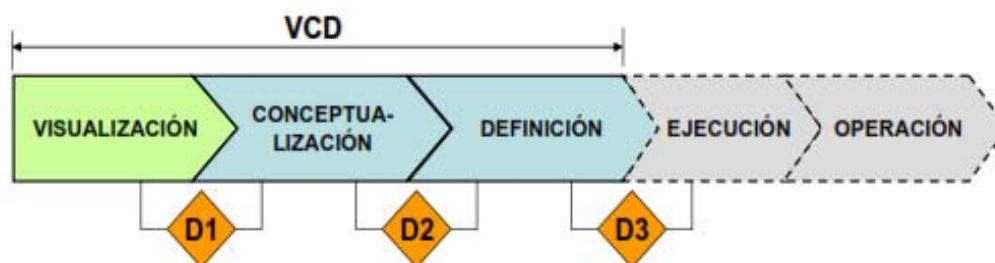 VCD
VISUALIZACIÓN
CONCEPTUA-
LIZACIÓN
DEFINICIÓN
EJECUCIÓN
OPERACIÓN
D1
D2
D3